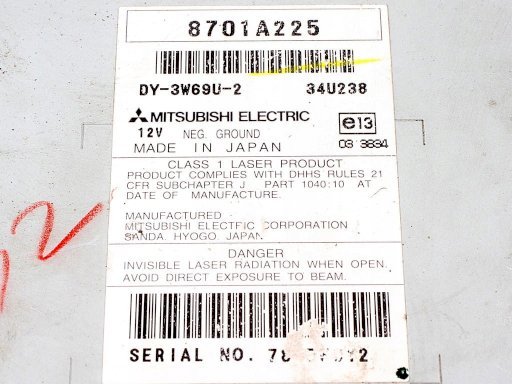 8701A225
DY-3W69U-2 34U238
MITSUBISHI ELECTRIC
12V NEG. GROUND
MADE IN JAPAN
e13
03 3834
CLASS 1 LASER PRODUCT
PRODUCT COMPLIES WITH DHHS RULES 21
CFR SUBCHAPTER J PART 1040:10 AT
DATE OF MANUFACTURE.
MANUFACTURED
MITSUBISHI ELECTRIC CORPORATION
SANDA, HYOGO, JAPAN
DANGER
INVISIBLE LASER RADIATION WHEN OPEN.
AVOID DIRECT EXPOSURE TO BEAM.
SERIAL NO.